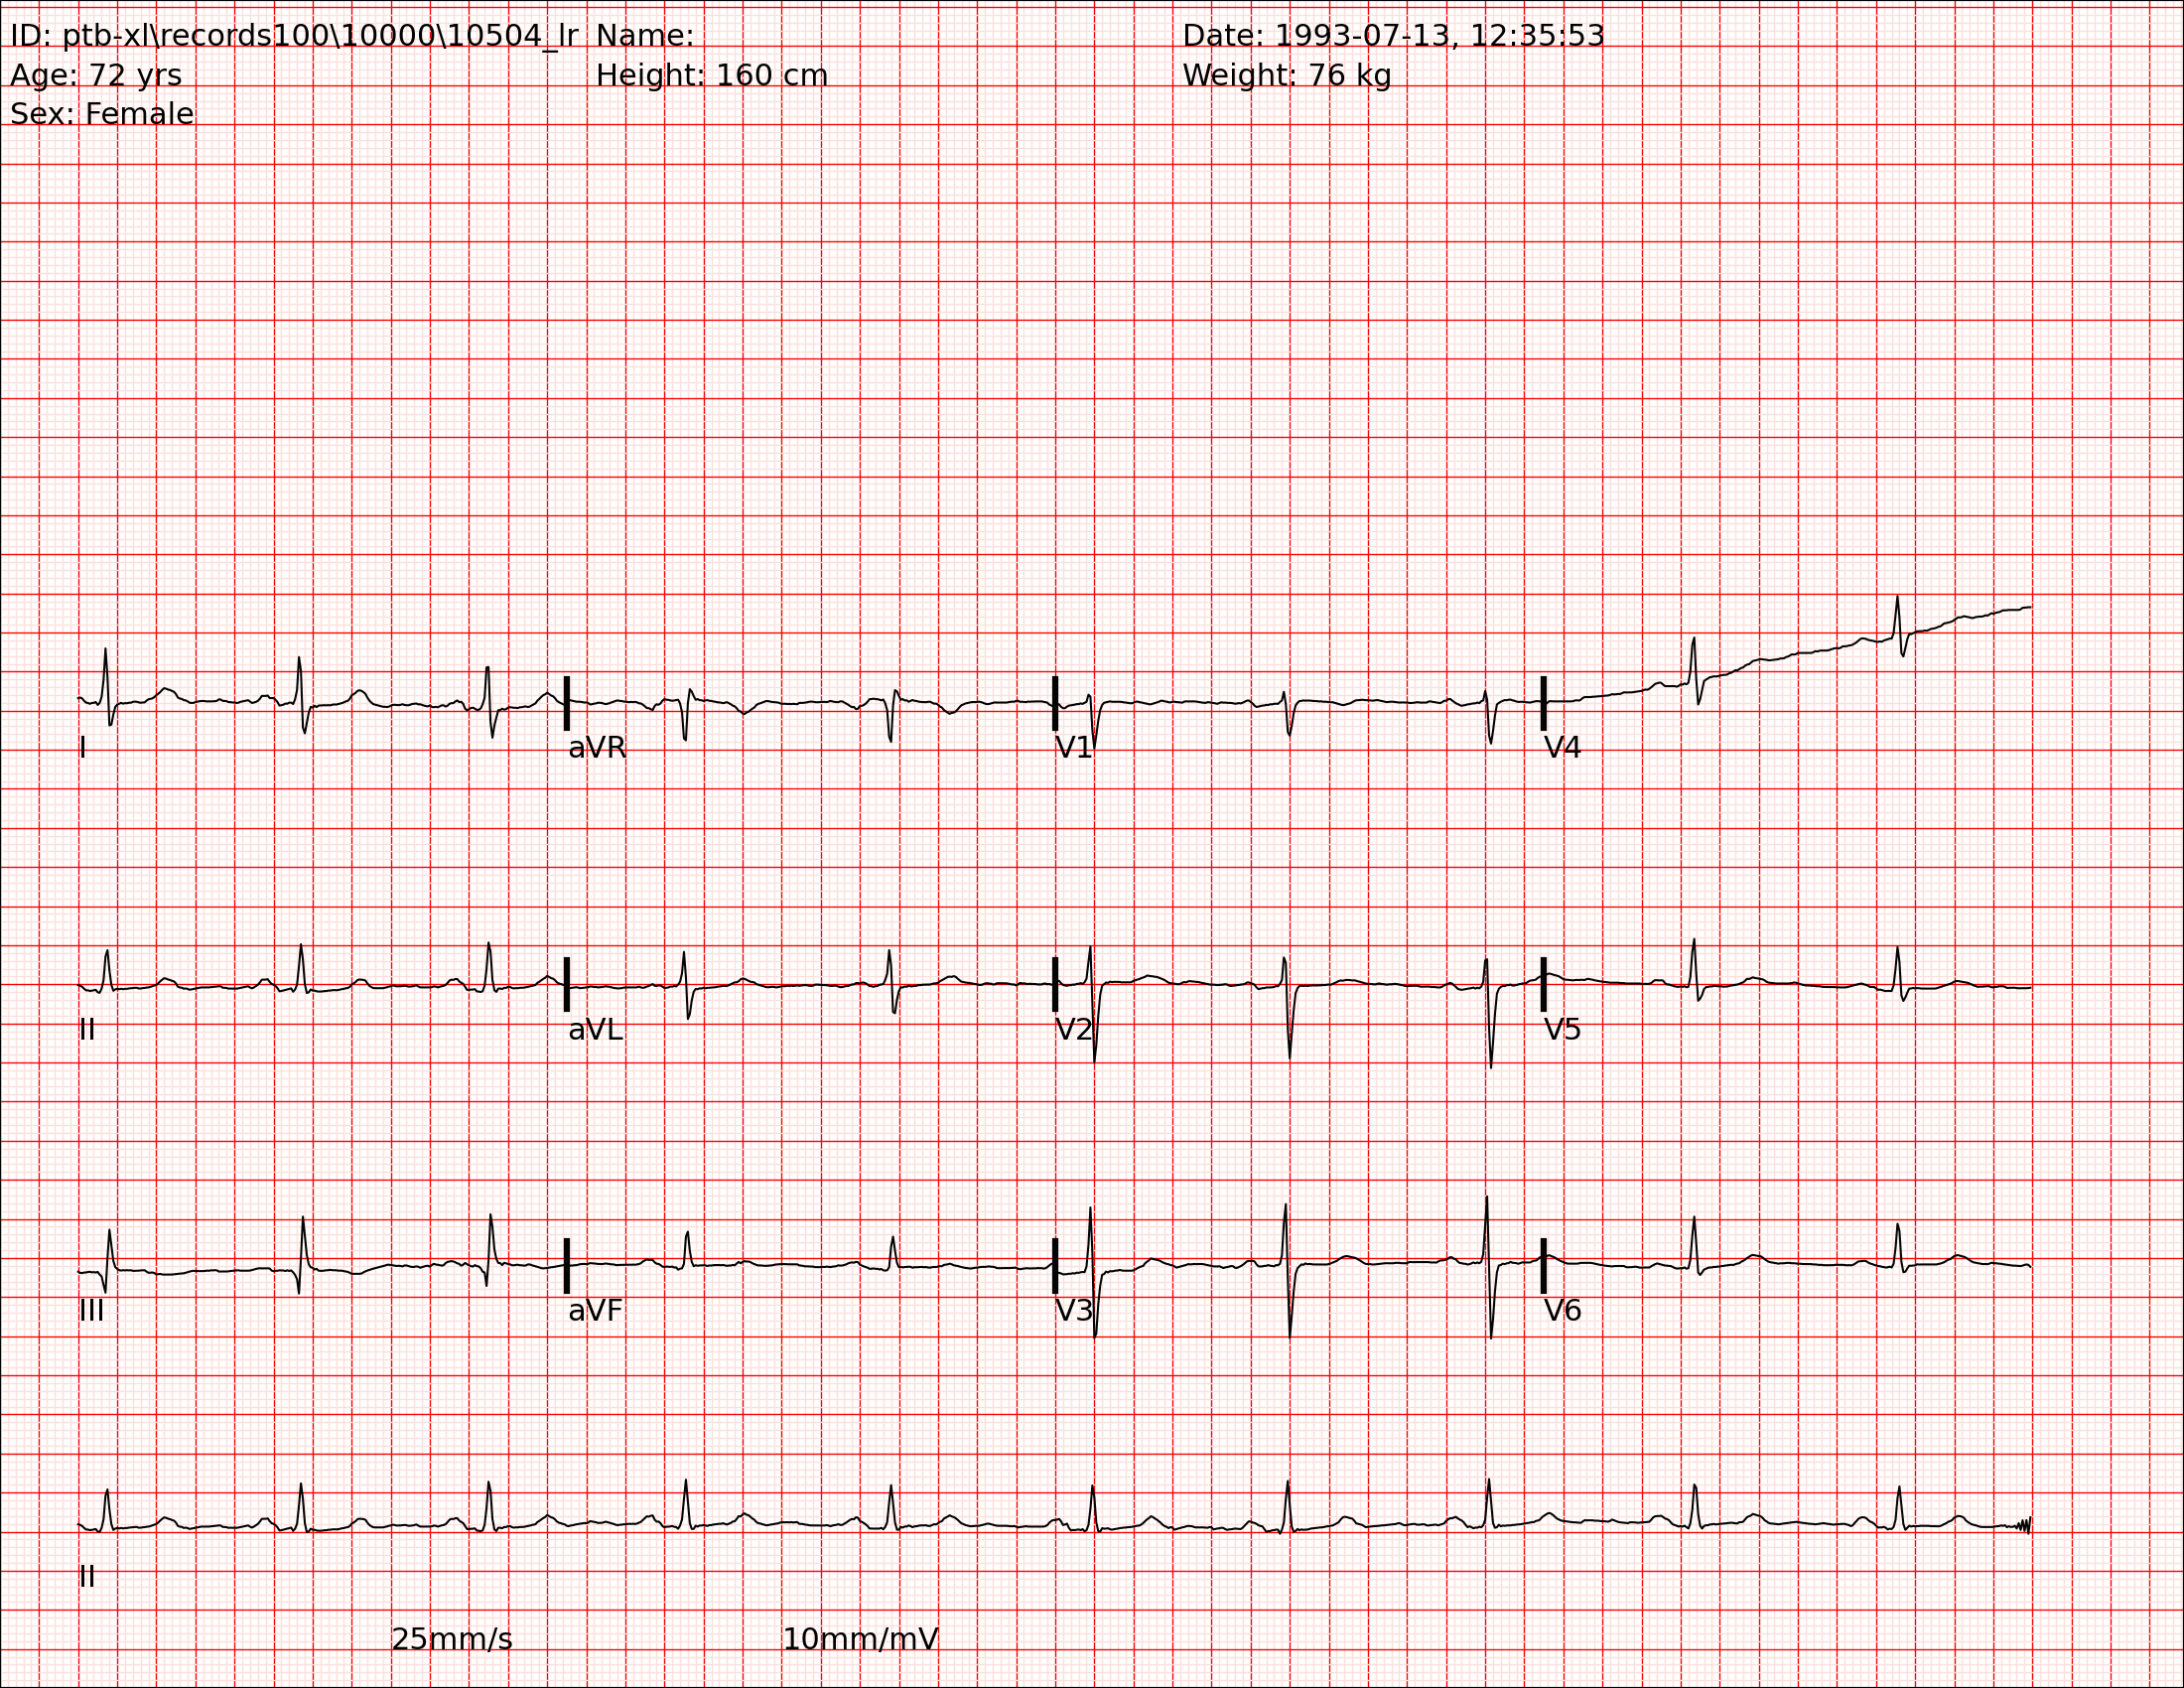 ID: ptb-xl\records100\10000\10504_lr Name: Date: 1993-07-13, 12:35:53
Age: 72 yrs Height: 160 cm Weight: 76 kg
Sex: Female
I aVR V1 V4
II aVL V2 V5
III aVF V3 V6
II
25mm/s 10mm/mV